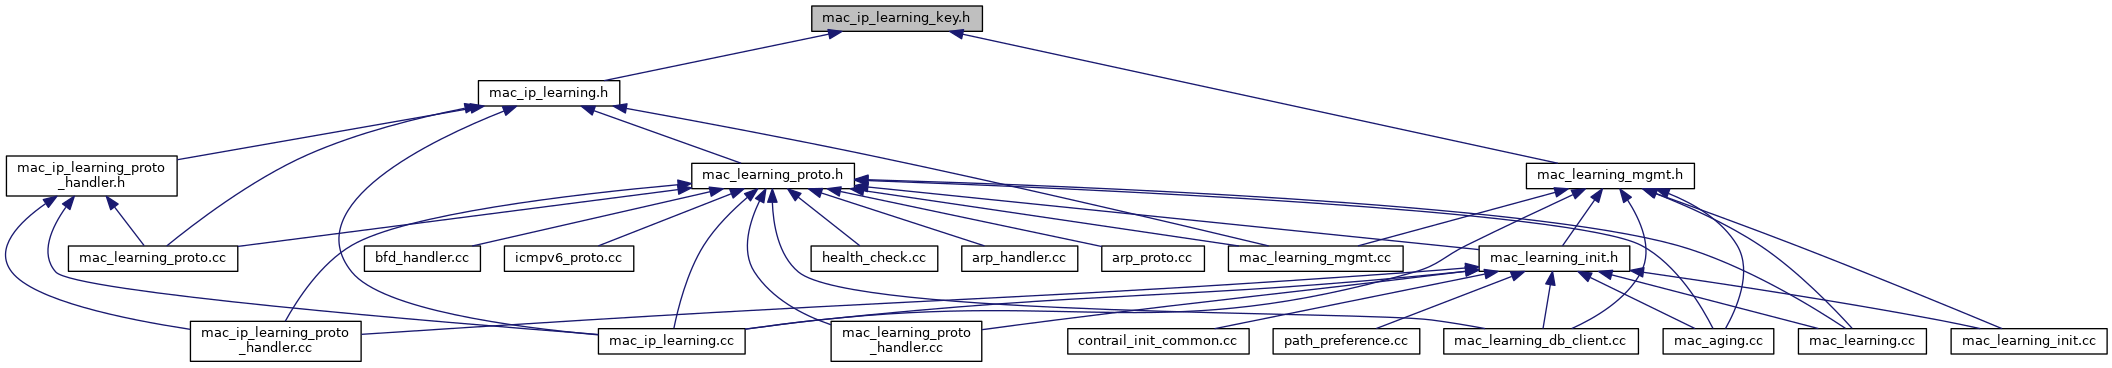 mac_ip_learning_key.h
mac_ip_learning.h
mac_ip_learning_proto
_handler.h
mac_learning_proto.h
mac_learning_mgmt.h
mac_learning_proto.cc
bfd_handler.cc
icmpv6_proto.cc
health_check.cc
arp_handler.cc
arp_proto.cc
mac_learning_mgmt.cc
mac_learning_init.h
mac_ip_learning_proto
_handler.cc
mac_ip_learning.cc
mac_learning_proto
_handler.cc
contrail_init_common.cc
path_preference.cc
mac_learning_db_client.cc
mac_aging.cc
mac_learning.cc
mac_learning_init.cc